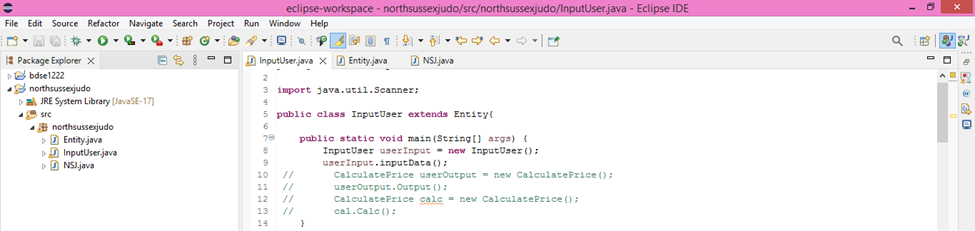 eclipse-workspace - northsussexjudo/src/northsussexjudo/InputUser.java - Eclipse IDE
File Edit Source Refactor Navigate Search Project Run Window Help
Package Explorer
InputUser.java Entity.java NSJ.java
bdse1222
northsussexjudo
JRE System Library [JavaSE-17]
src
northsussexjudo
Entity.java
InputUser.java
NSJ.java
2
3 import java.util.Scanner;
4
5 public class InputUser extends Entity{
6
7 public static void main(String[] args) {
8 InputUser userInput = new InputUser();
9 userInput.inputData();
10 // CalculatePrice userOutput = new CalculatePrice();
11 // userOutput.Output();
12 // CalculatePrice calc = new CalculatePrice();
13 // cal.Calc();
14 }